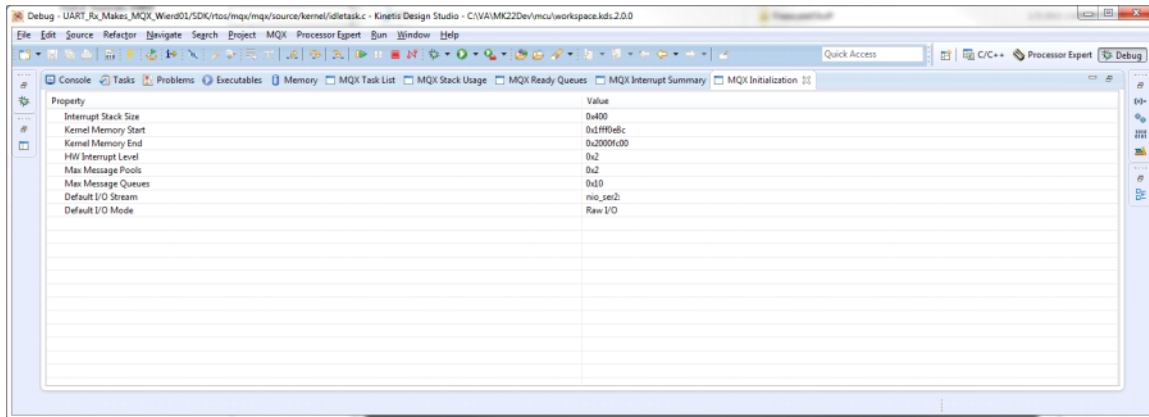 Debug - UART_Rx_Makes_MQX_Wierd01/SDK/rtos/mqx/mqx/source/kernel/idletask.c - Kinetis Design Studio - C:\VA\MK22Dev\mcu\workspace.kds.2.0.0
File Edit Source Refactor Navigate Search Project MQX Processor Expert Run Window Help
Quick Access C/C++ Processor Expert Debug
Console Tasks Problems Executables Memory MQX Task List MQX Stack Usage MQX Ready Queues MQX Interrupt Summary MQX Initialization
Property Value
Interrupt Stack Size 0x400
Kernel Memory Start 0x1fff0e8c
Kernel Memory End 0x2000fc00
HW Interrupt Level 0x2
Max Message Pools 0x2
Max Message Queues 0x10
Default I/O Stream nio_ser2:
Default I/O Mode Raw I/O